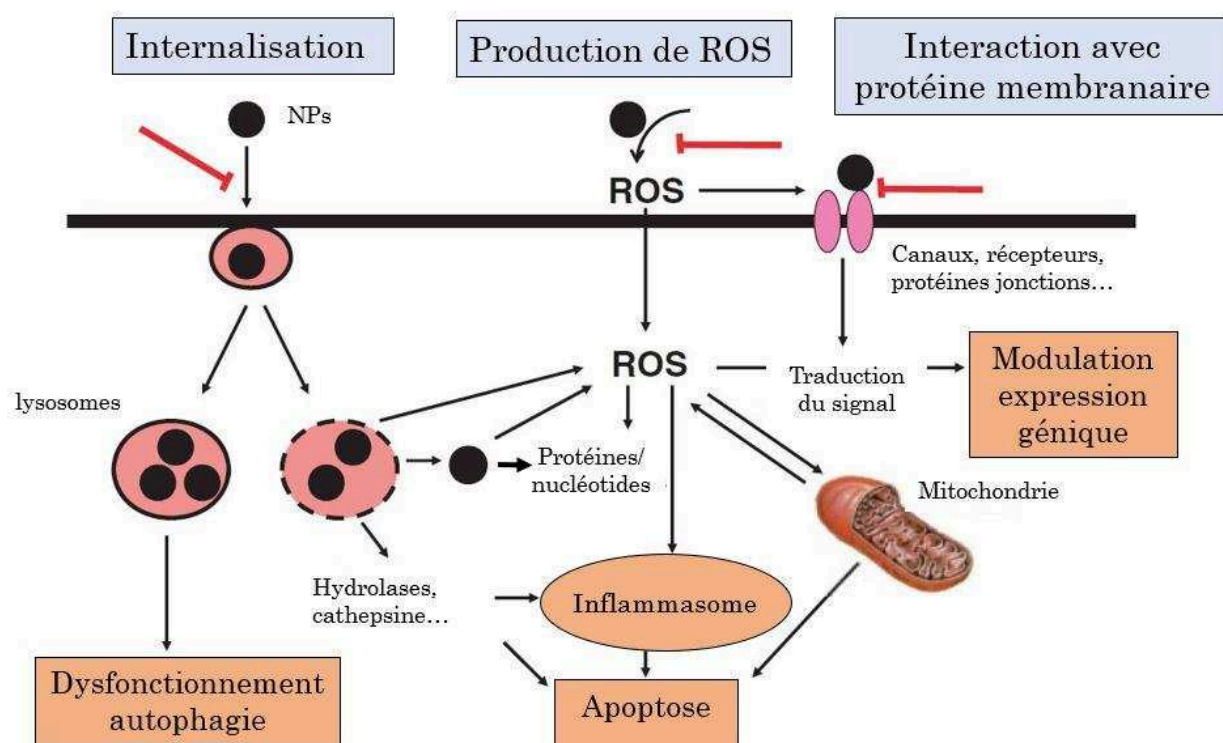 Internalisation
Production de ROS
Interaction avec
protéine membranaire
NPs
ROS
Canaux, récepteurs,
protéines jonctions...
lysosomes
ROS
Traduction
du signal
Modulation
expression
génique
Protéines/
nucléotides
Mitochondrie
Hydrolases,
cathepsine...
Inflammasome
Dysfonctionnement
autophagie
Apoptose